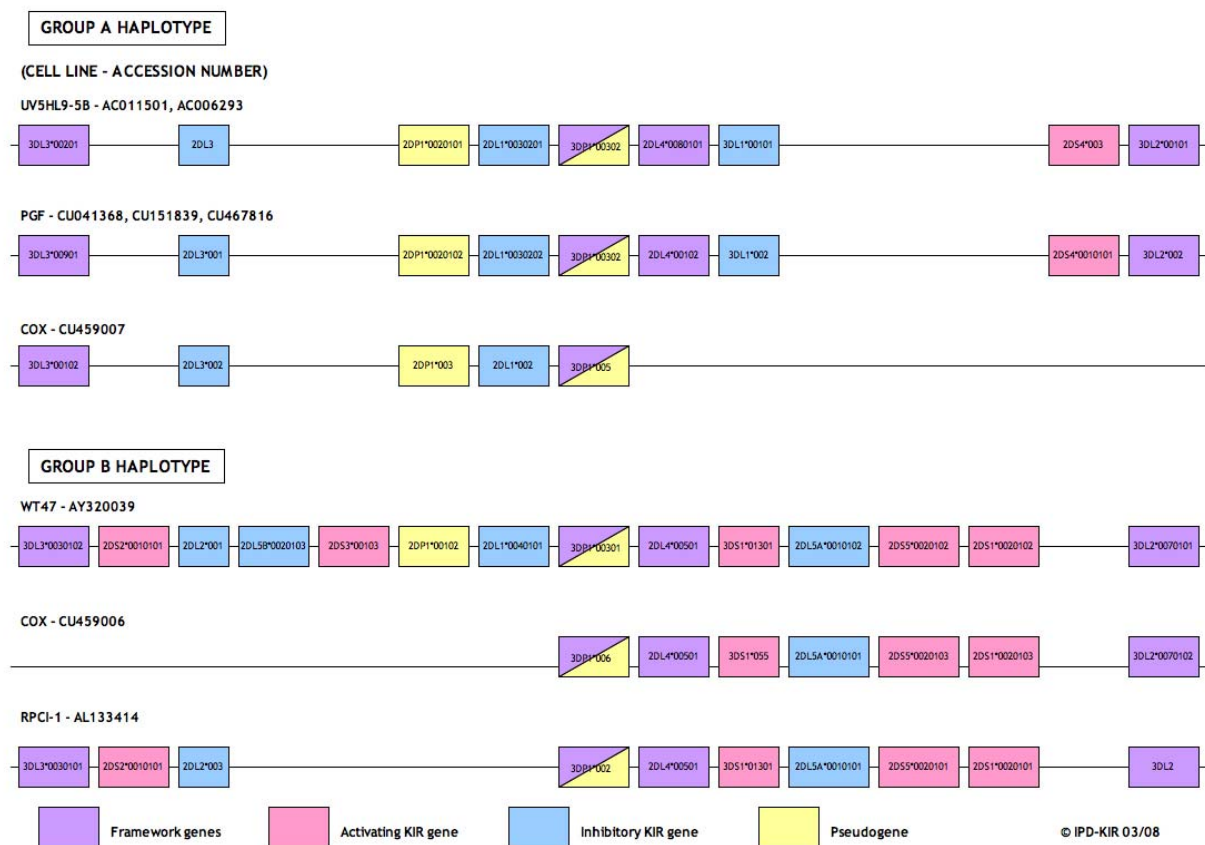 GROUP A HAPLOTYPE
(CELL LINE - ACCESSION NUMBER)
UV5HL9-5B - AC011501, AC006293
3DL3*00201 2DL3 2DP1*0020101 2DL1*0030201 3DP1*00302 2DL4*0080101 3DL1*00101 2DS4*003 3DL2*00101
PGF - CU041368, CU151839, CU467816
3DL3*00901 2DL3*001 2DP1*0020102 2DL1*0030202 3DP1*00302 2DL4*00102 3DL1*002 2DS4*0010101 3DL2*002
COX - CU459007
3DL3*00102 2DL3*002 2DP1*003 2DL1*002 3DP1*005
GROUP B HAPLOTYPE
WT47 - AY320039
3DL3*0030102 2DS2*0010101 2DL2*001 2DL5B*0020103 2DS3*00103 2DP1*00102 2DL1*0040101 3DP1*00301 2DL4*00501 3DS1*01301 2DL5A*0010102 2DS5*0020102 2DS1*0020102 3DL2*0070101
COX - CU459006
3DP1*006 2DL4*00501 3DS1*055 2DL5A*0010101 2DS5*0020103 2DS1*0020103 3DL2*0070102
RPCI-1 - AL133414
3DL3*0030101 2DS2*0010101 2DL2*003 3DP1*002 2DL4*00501 3DS1*01301 2DL5A*0010101 2DS5*0020101 2DS1*0020101 3DL2
Framework genes Activating KIR gene Inhibitory KIR gene Pseudogene © IPD-KIR 03/08